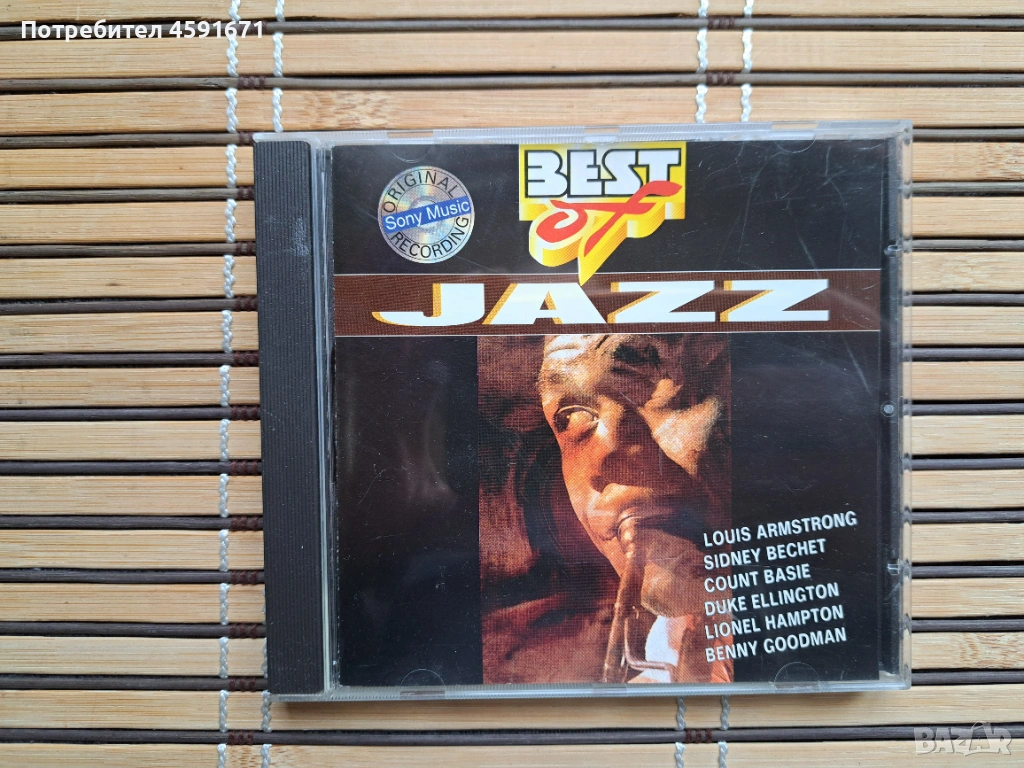 Потребител 4591671
ORIGINAL
Sony Music
RECORDING
BEST
of
JAZZ
LOUIS ARMSTRONG
SIDNEY BECHET
COUNT BASIE
DUKE ELLINGTON
LIONEL HAMPTON
BENNY GOODMAN
BAZAR